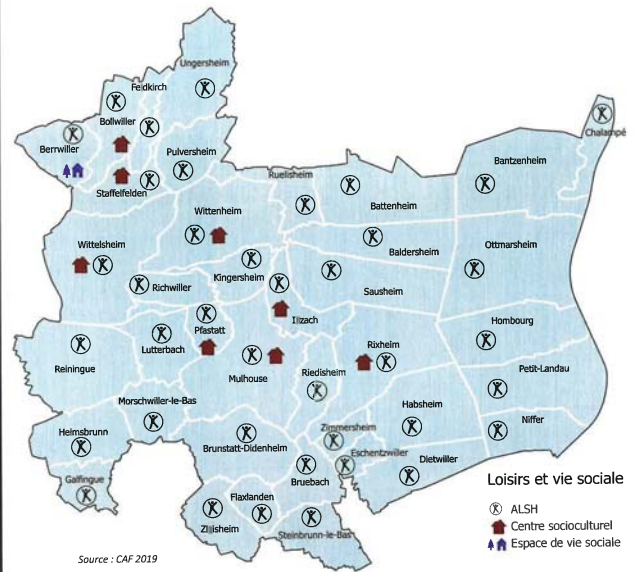 Ungersheim
Feldkirch
Bollwiller
Berrwiller
Pulversheim
Staffelfelden
Chalampé
Bantzenheim
Ruelisheim
Battenheim
Wittenheim
Wittelsheim
Baldersheim
Ottmarsheim
Kingersheim
Richwiller
Sausheim
Illzach
Pfastatt
Lutterbach
Hombourg
Rixheim
Reiningue
Mulhouse
Riedisheim
Petit-Landau
Morschwiller-le-Bas
Habsheim
Niffer
Heimsbrunn
Brunstatt-Didenheim
Zimmersheim
Eschentzwiller
Dietwiller
Bruebach
Galfingue
Flaxlanden
Zillisheim
Steinbrunn-le-Bas
Loisirs et vie sociale
ALSH
Centre socioculturel
Espace de vie sociale
Source : CAF 2019